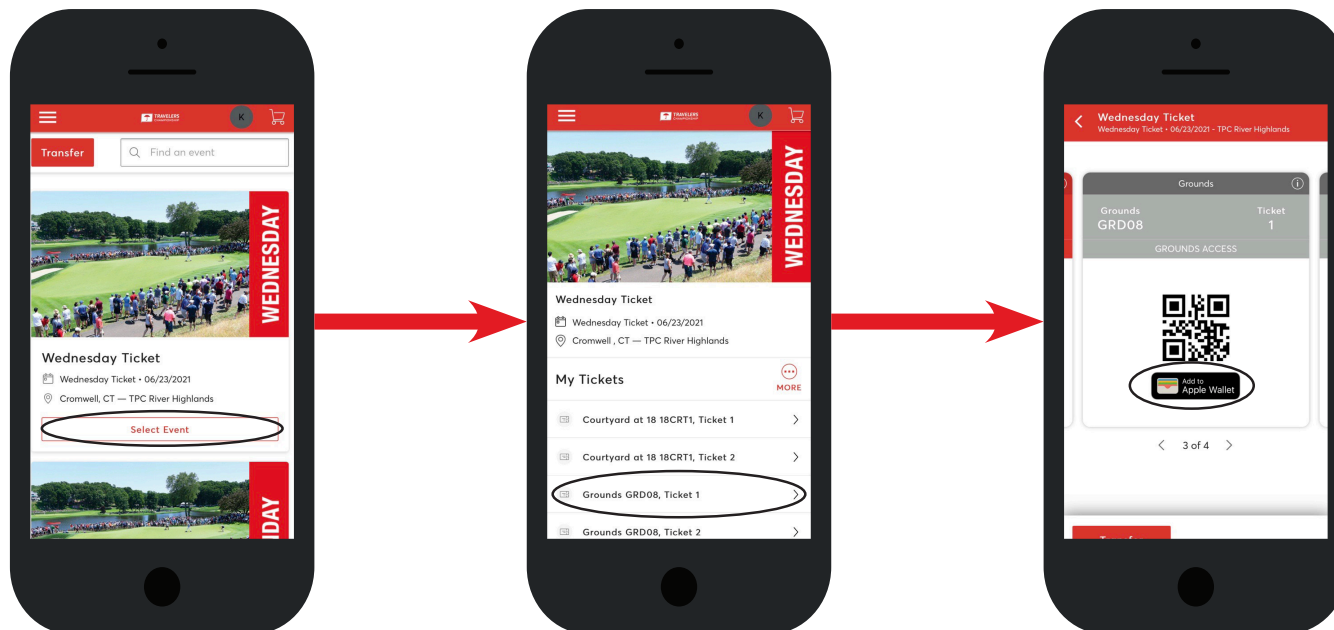 TRAVELERS
CHAMPIONSHIP
K
Transfer
Find an event
WEDNESDAY
Wednesday Ticket
Wednesday Ticket • 06/23/2021
Cromwell, CT — TPC River Highlands
Select Event
DAY
TRAVELERS
CHAMPIONSHIP
K
WEDNESDAY
Wednesday Ticket
Wednesday Ticket • 06/23/2021
Cromwell , CT — TPC River Highlands
My Tickets
MORE
Courtyard at 18 18CRT1, Ticket 1
Courtyard at 18 18CRT1, Ticket 2
Grounds GRD08, Ticket 1
Grounds GRD08, Ticket 2
Wednesday Ticket
Wednesday Ticket • 06/23/2021 - TPC River Highlands
Grounds
Grounds Ticket
GRD08 1
GROUNDS ACCESS
Add to
Apple Wallet
3 of 4